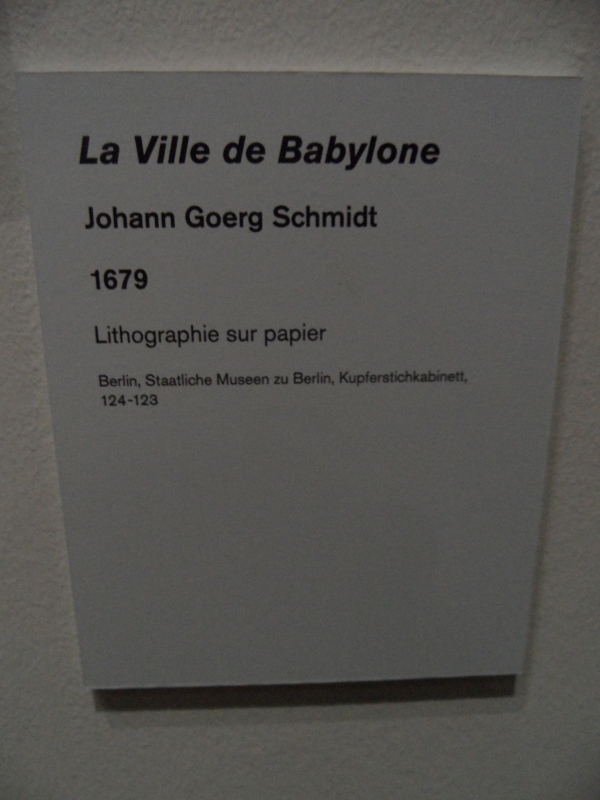 La Ville de Babylone
Johann Goerg Schmidt
1679
Lithographie sur papier
Berlin, Staatliche Museen zu Berlin, Kupferstichkabinett,
124-123